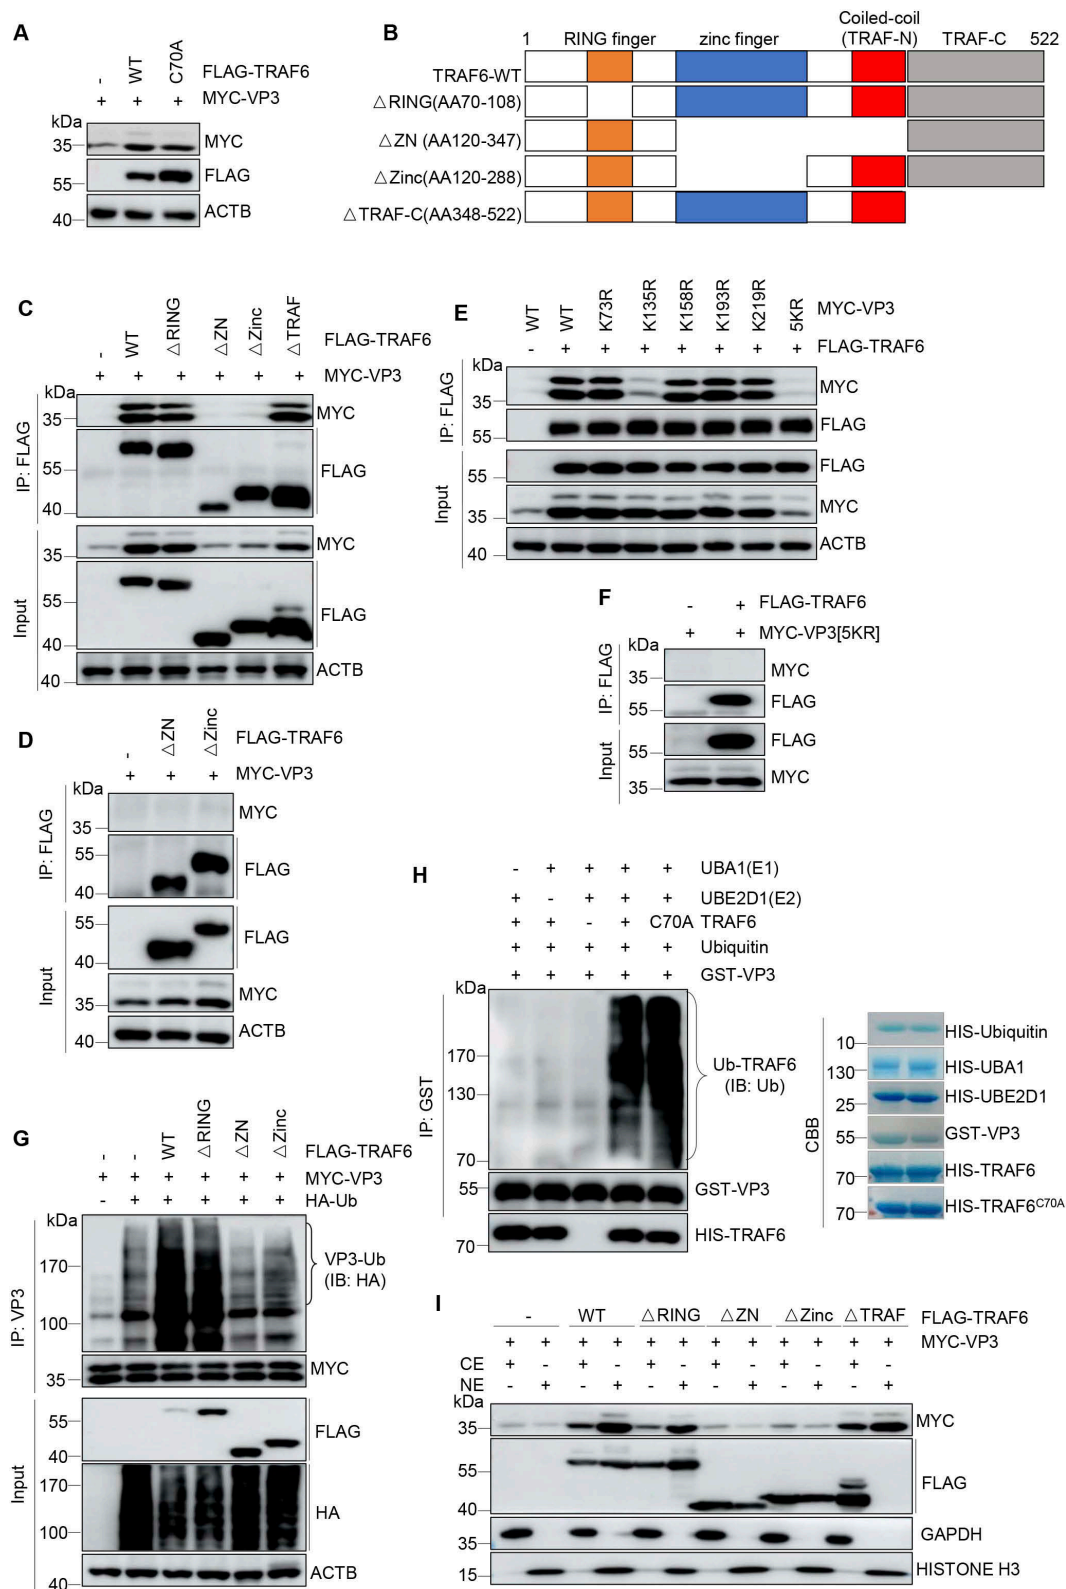 A
- WT C70A FLAG-TRAF6
+ + + MYC-VP3
kDa
35 MYC
55 FLAG
40 ACTB
B
Coiled-coil
1 RING finger zinc finger (TRAF-N) TRAF-C 522
TRAF6-WT
△RING(AA70-108)
△ZN (AA120-347)
△Zinc(AA120-288)
△TRAF-C(AA348-522)
C
- WT △RING △ZN △Zinc △TRAF FLAG-TRAF6
+ + + + + + MYC-VP3
kDa
IP: FLAG
35 MYC
55 FLAG
40
Input
35 MYC
55 FLAG
40
40 ACTB
D
- △ZN △Zinc FLAG-TRAF6
+ + + MYC-VP3
kDa
IP: FLAG
35 MYC
55 FLAG
40
Input
55 FLAG
40
35 MYC
40 ACTB
E
WT WT K73R K135R K158R K193R K219R 5KR MYC-VP3
- + + + + + + + FLAG-TRAF6
kDa
IP: FLAG
35 MYC
55 FLAG
Input
55 FLAG
35 MYC
40 ACTB
F
- + FLAG-TRAF6
+ + MYC-VP3[5KR]
kDa
IP: FLAG
35 MYC
55 FLAG
Input
55 FLAG
35 MYC
G
- - WT △RING △ZN △Zinc FLAG-TRAF6
+ + + + + + MYC-VP3
- + + + + + HA-Ub
kDa
IP: VP3
170 VP3-Ub
(IB: HA)
100
35 MYC
Input
55 FLAG
40
170 HA
100
40 ACTB
H
- + + + + UBA1(E1)
+ - + + + UBE2D1(E2)
+ + - + C70A TRAF6
+ + + + + Ubiquitin
+ + + + + GST-VP3
kDa
IP: GST
170 Ub-TRAF6
130 (IB: Ub)
70
55 GST-VP3
70 HIS-TRAF6
CBB
10 HIS-Ubiquitin
130 HIS-UBA1
25 HIS-UBE2D1
55 GST-VP3
70 HIS-TRAF6
70 HIS-TRAF6C70A
I
- WT △RING △ZN △Zinc △TRAF FLAG-TRAF6
+ + + + + + + + + + + + MYC-VP3
CE + - + - + - + - + - + -
NE - + - + - + - + - + - +
kDa
35 MYC
55 FLAG
40
35 GAPDH
15 HISTONE H3